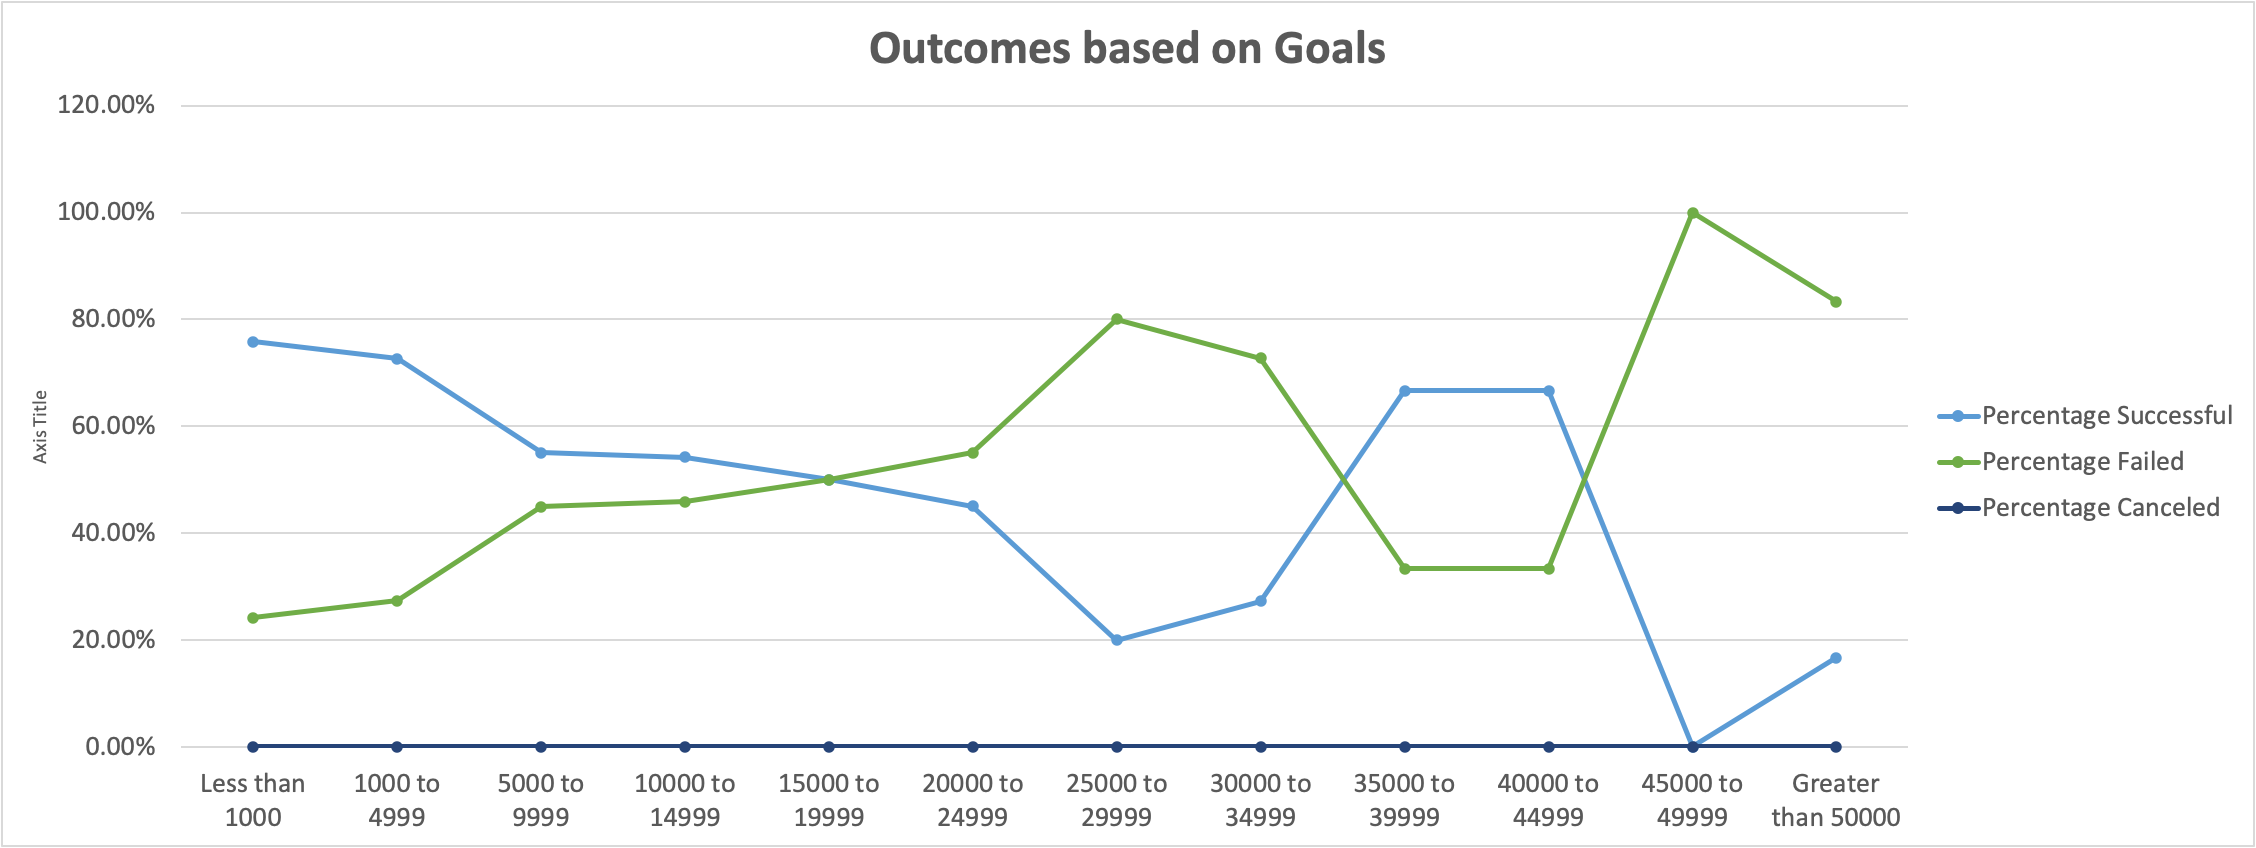 Outcomes based on Goals
120.00%
100.00%
80.00%
60.00%
40.00%
20.00%
0.00%
Axis Title
Less than
1000
1000 to
4999
5000 to
9999
10000 to
14999
15000 to
19999
20000 to
24999
25000 to
29999
30000 to
34999
35000 to
39999
40000 to
44999
45000 to
49999
Greater
than 50000
Percentage Successful
Percentage Failed
Percentage Canceled